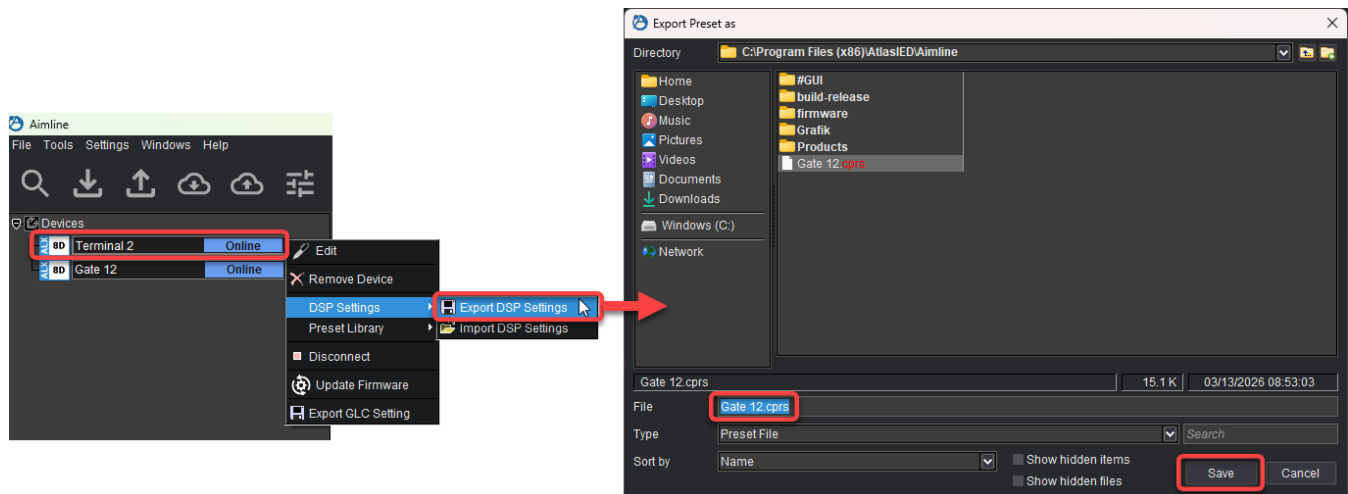 Aimline
File Tools Settings Windows Help
Devices
ALX 8D Terminal 2 Online
ALX 8D Gate 12 Online
Edit
Remove Device
DSP Settings
Preset Library
Disconnect
Update Firmware
Export GLC Setting
Export DSP Settings
Import DSP Settings
Export Preset as
Directory C:\Program Files (x86)\AtlasIED\Aimline
Home
Desktop
Music
Pictures
Videos
Documents
Downloads
Windows (C:)
Network
#GUI
build-release
firmware
Grafik
Products
Gate 12.cprs
Gate 12.cprs 15.1 K 03/13/2026 08:53:03
File Gate 12.cprs
Type Preset File Search
Sort by Name Show hidden items
Show hidden files
Save Cancel